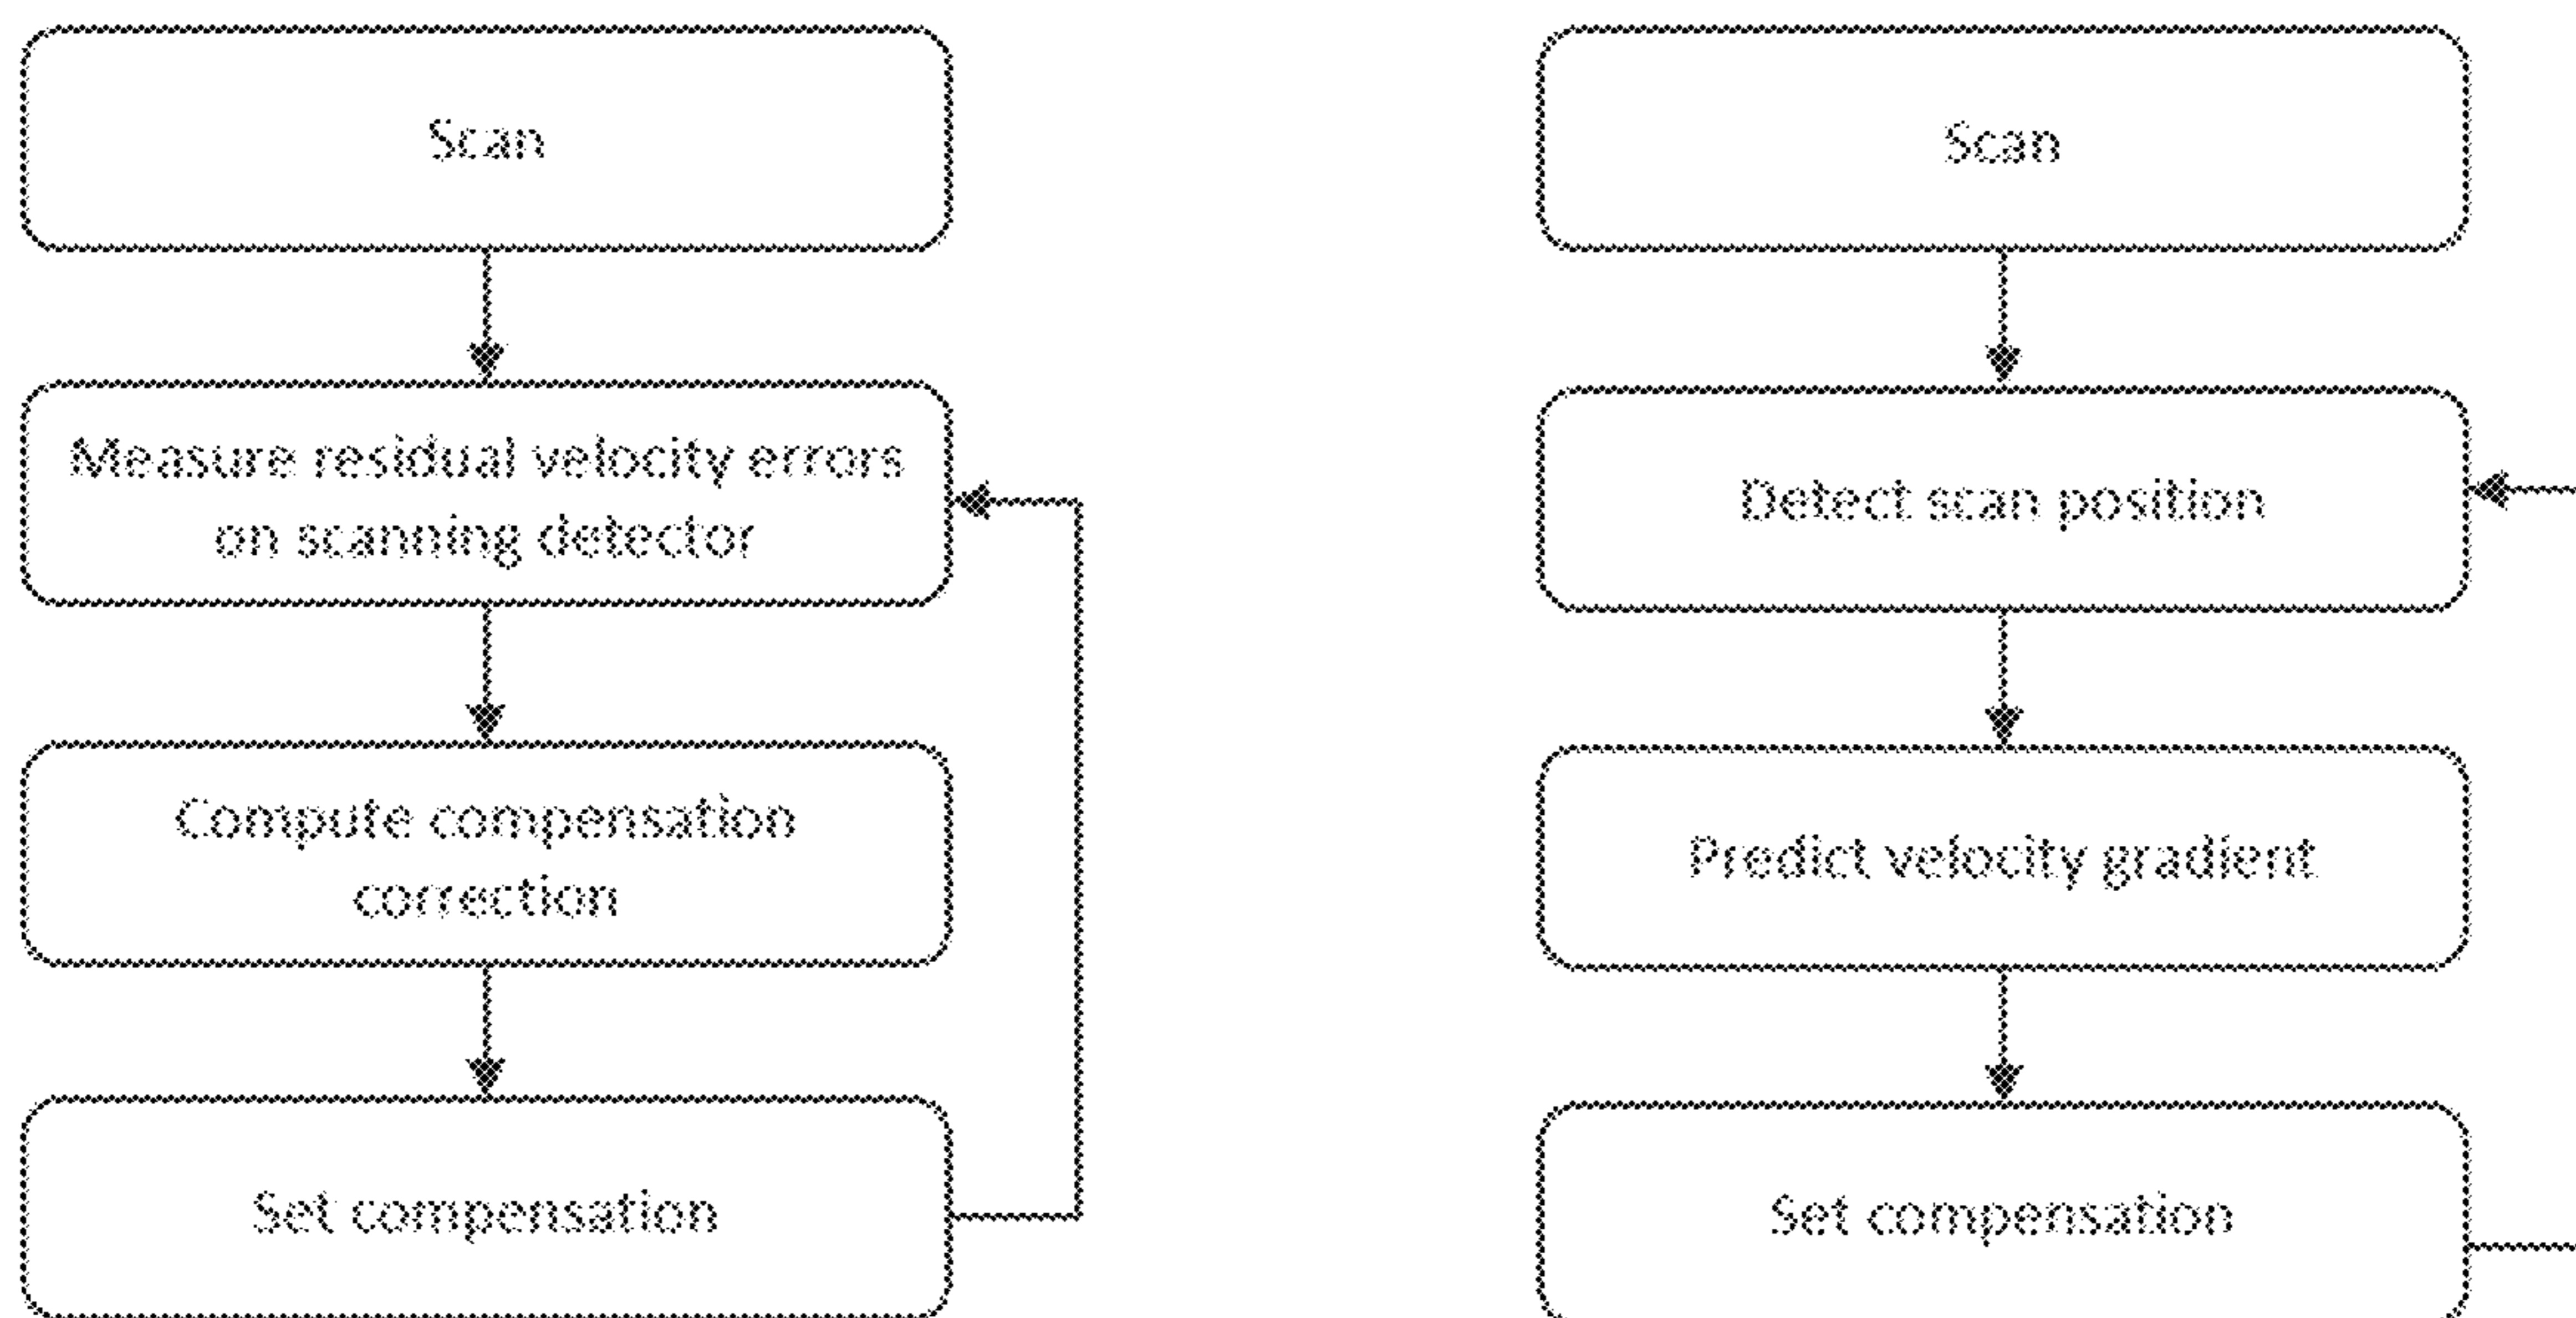 Scan
Measure residual velocity errors
on scanning detector
Compute compensation
correction
Set compensation
Scan
Detect scan position
Predict velocity gradient
Set compensation